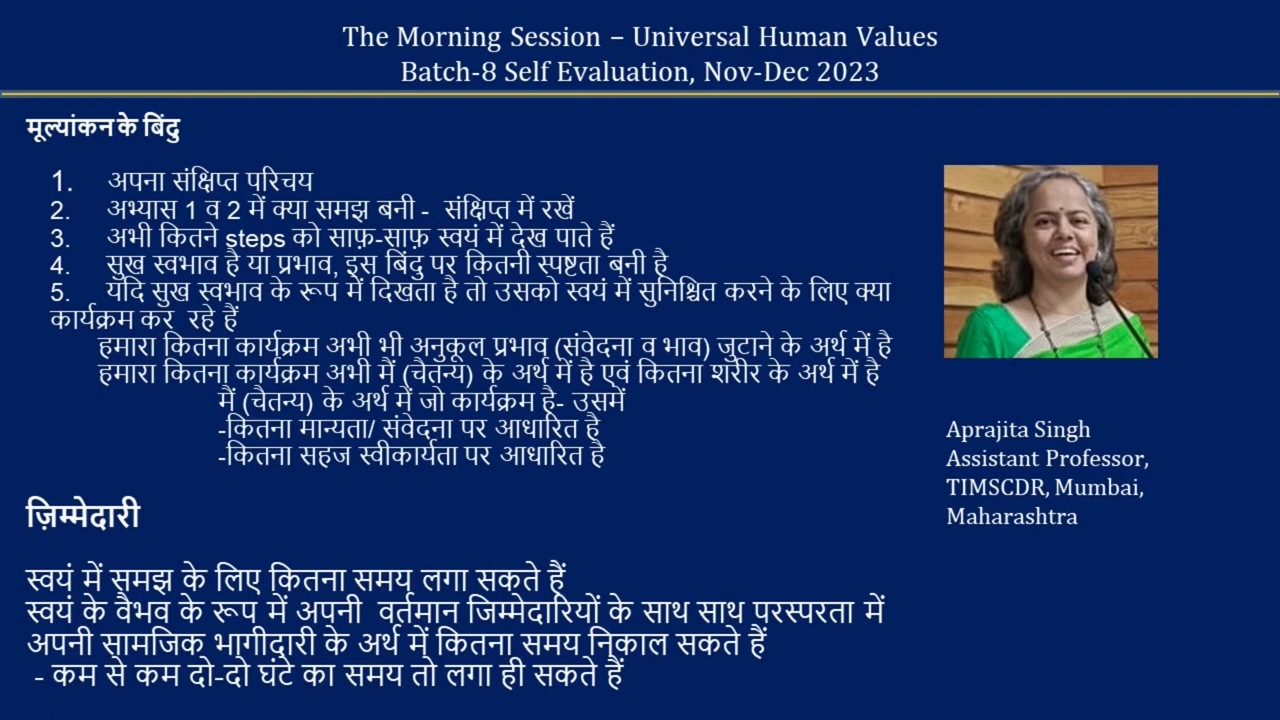 The Morning Session – Universal Human Values
Batch-8 Self Evaluation, Nov-Dec 2023
मूल्यांकन के बिंदु
1. अपना संक्षिप्त परिचय
2. अभ्यास 1 व 2 में क्या समझ बनी - संक्षिप्त में रखें
3. अभी कितने steps को साफ़-साफ़ स्वयं में देख पाते हैं
4. सुख स्वभाव है या प्रभाव, इस बिंदु पर कितनी स्पष्टता बनी है
5. यदि सुख स्वभाव के रूप में दिखता है तो उसको स्वयं में सुनिश्चित करने के लिए क्या
कार्यक्रम कर रहे हैं
हमारा कितना कार्यक्रम अभी भी अनुकूल प्रभाव (संवेदना व भाव) जुटाने के अर्थ में है
हमारा कितना कार्यक्रम अभी मैं (चैतन्य) के अर्थ में है एवं कितना शरीर के अर्थ में है
मैं (चैतन्य) के अर्थ में जो कार्यक्रम है- उसमें
-कितना मान्यता/ संवेदना पर आधारित है
-कितना सहज स्वीकार्यता पर आधारित है
ज़िम्मेदारी
स्वयं में समझ के लिए कितना समय लगा सकते हैं
स्वयं के वैभव के रूप में अपनी वर्तमान जिम्मेदारियों के साथ साथ परस्परता में
अपनी सामजिक भागीदारी के अर्थ में कितना समय निकाल सकते हैं
- कम से कम दो-दो घंटे का समय तो लगा ही सकते हैं
Aprajita Singh
Assistant Professor,
TIMSCDR, Mumbai,
Maharashtra